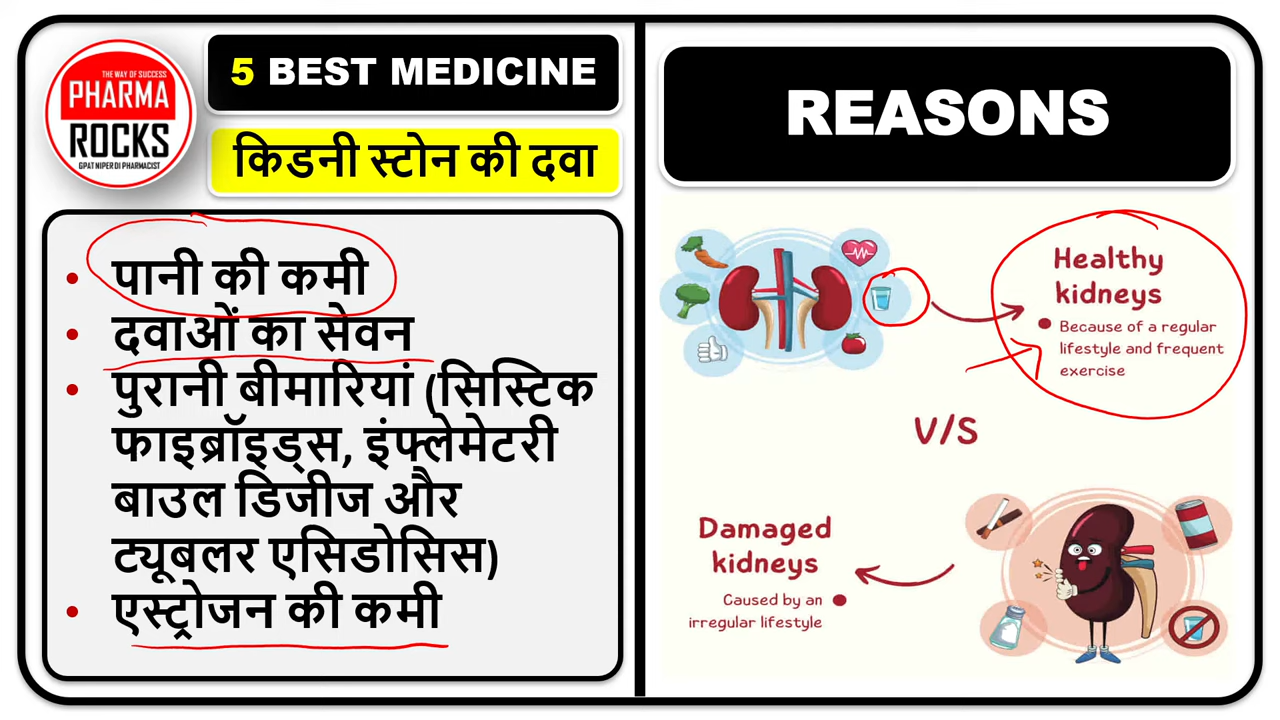 THE WAY OF SUCCESS
PHARMA
ROCKS
GPAT NIPER DI PHARMACIST
5 BEST MEDICINE
किडनी स्टोन की दवा
• पानी की कमी
• दवाओं का सेवन
• पुरानी बीमारियां (सिस्टिक
फाइब्रॉइड्स, इंफ्लेमेटरी
बाउल डिजीज और
ट्यूबलर एसिडोसिस)
• एस्ट्रोजन की कमी
REASONS
Healthy
kidneys
Because of a regular
lifestyle and frequent
exercise
V/S
Damaged
kidneys
Caused by an
irregular lifestyle